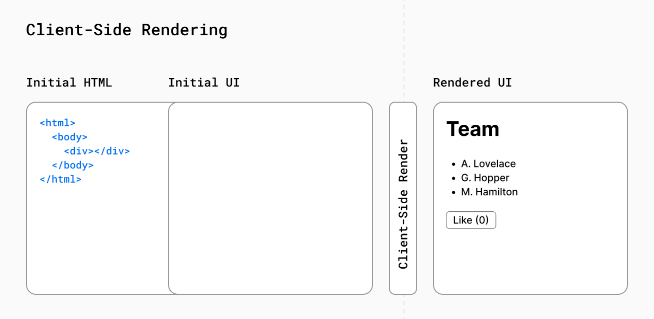 Client-Side Rendering
Initial HTML
Initial UI
Rendered UI
<html>
<body>
<div></div>
</body>
</html>
Client-Side Render
Team
• A. Lovelace
• G. Hopper
• M. Hamilton
Like (0)